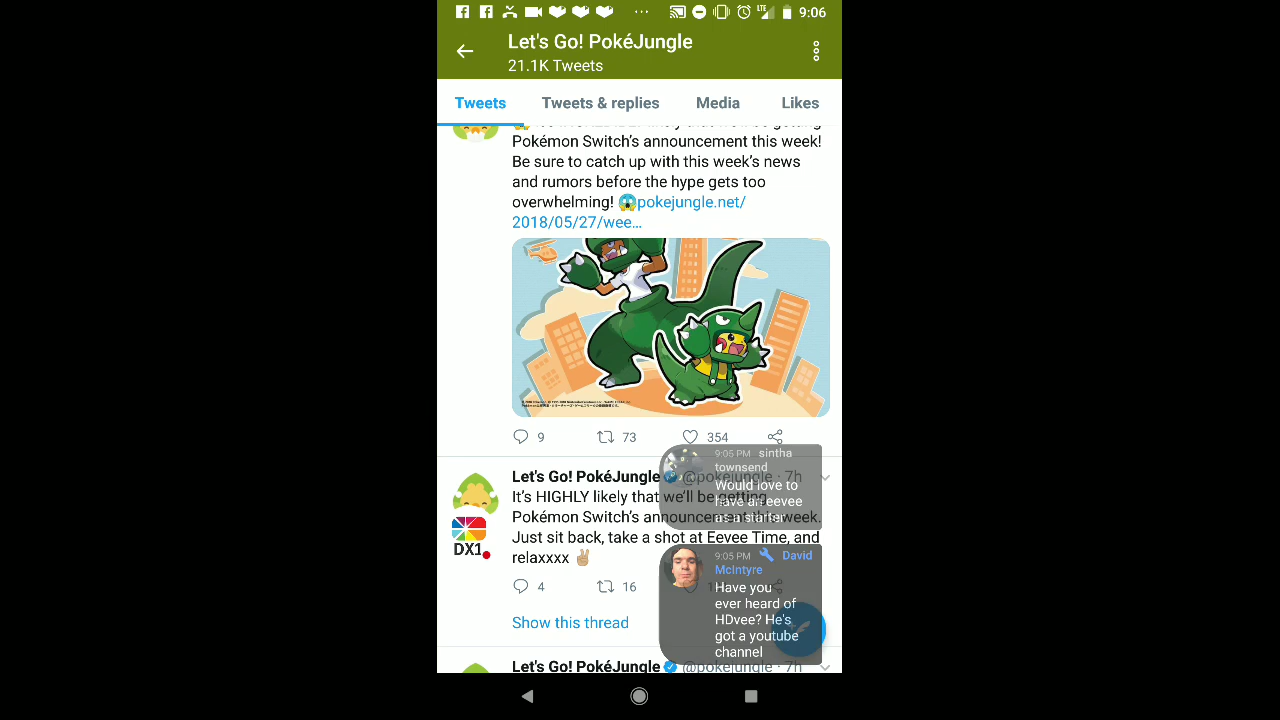 LTE 9:06
Let's Go! PokéJungle
21.1K Tweets
Tweets Tweets & replies Media Likes
Pokémon Switch's announcement this week!
Be sure to catch up with this week's news
and rumors before the hype gets too
overwhelming! 😱pokejungle.net/
2018/05/27/wee…
9 73 354
Let's Go! PokéJungle @pokejungle · 7h
It's HIGHLY likely that we'll be getting
Pokémon Switch's announcement this week.
Just sit back, take a shot at Eevee Time, and
relaxxxx ✌🏽
DX1
4 16
Show this thread
Let's Go! PokéJungle @pokejungle · 7h
9:05 PM sintha
townsend
Would love to
have an eevee
as a starter
9:05 PM David
McIntyre
Have you
ever heard of
HDvee? He's
got a youtube
channel